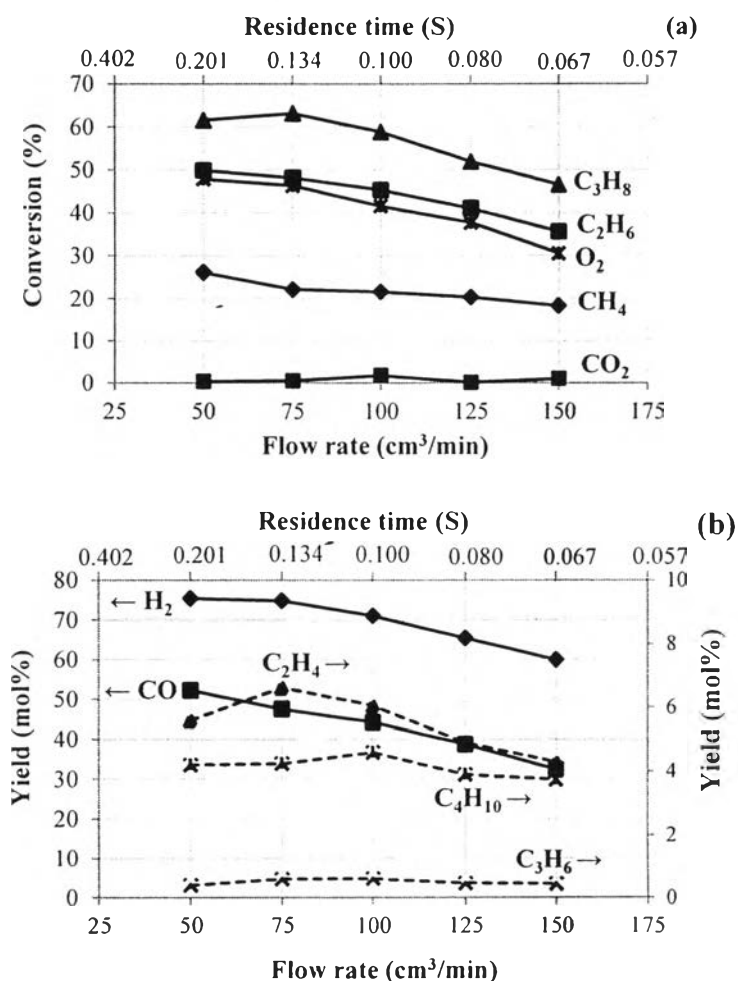 Residence time (S) (a)
0.402 0.201 0.134 0.100 0.080 0.067 0.057
70
60
50
40
30
20
10
0
Conversion (%)
C₃H₈
C₂H₆
O₂
CH₄
CO₂
25 50 75 100 125 150 175
Flow rate (cm³/min)
Residence time (S) (b)
0.402 0.201 0.134 0.100 0.080 0.067 0.057
80 10
70
60 8
50
40 6
30
20 4
10 2
0 0
Yield (mol%)
Yield (mol%)
← H₂
C₂H₄ →
← CO
C₄H₁₀ →
C₃H₆ →
25 50 75 100 125 150 175
Flow rate (cm³/min)